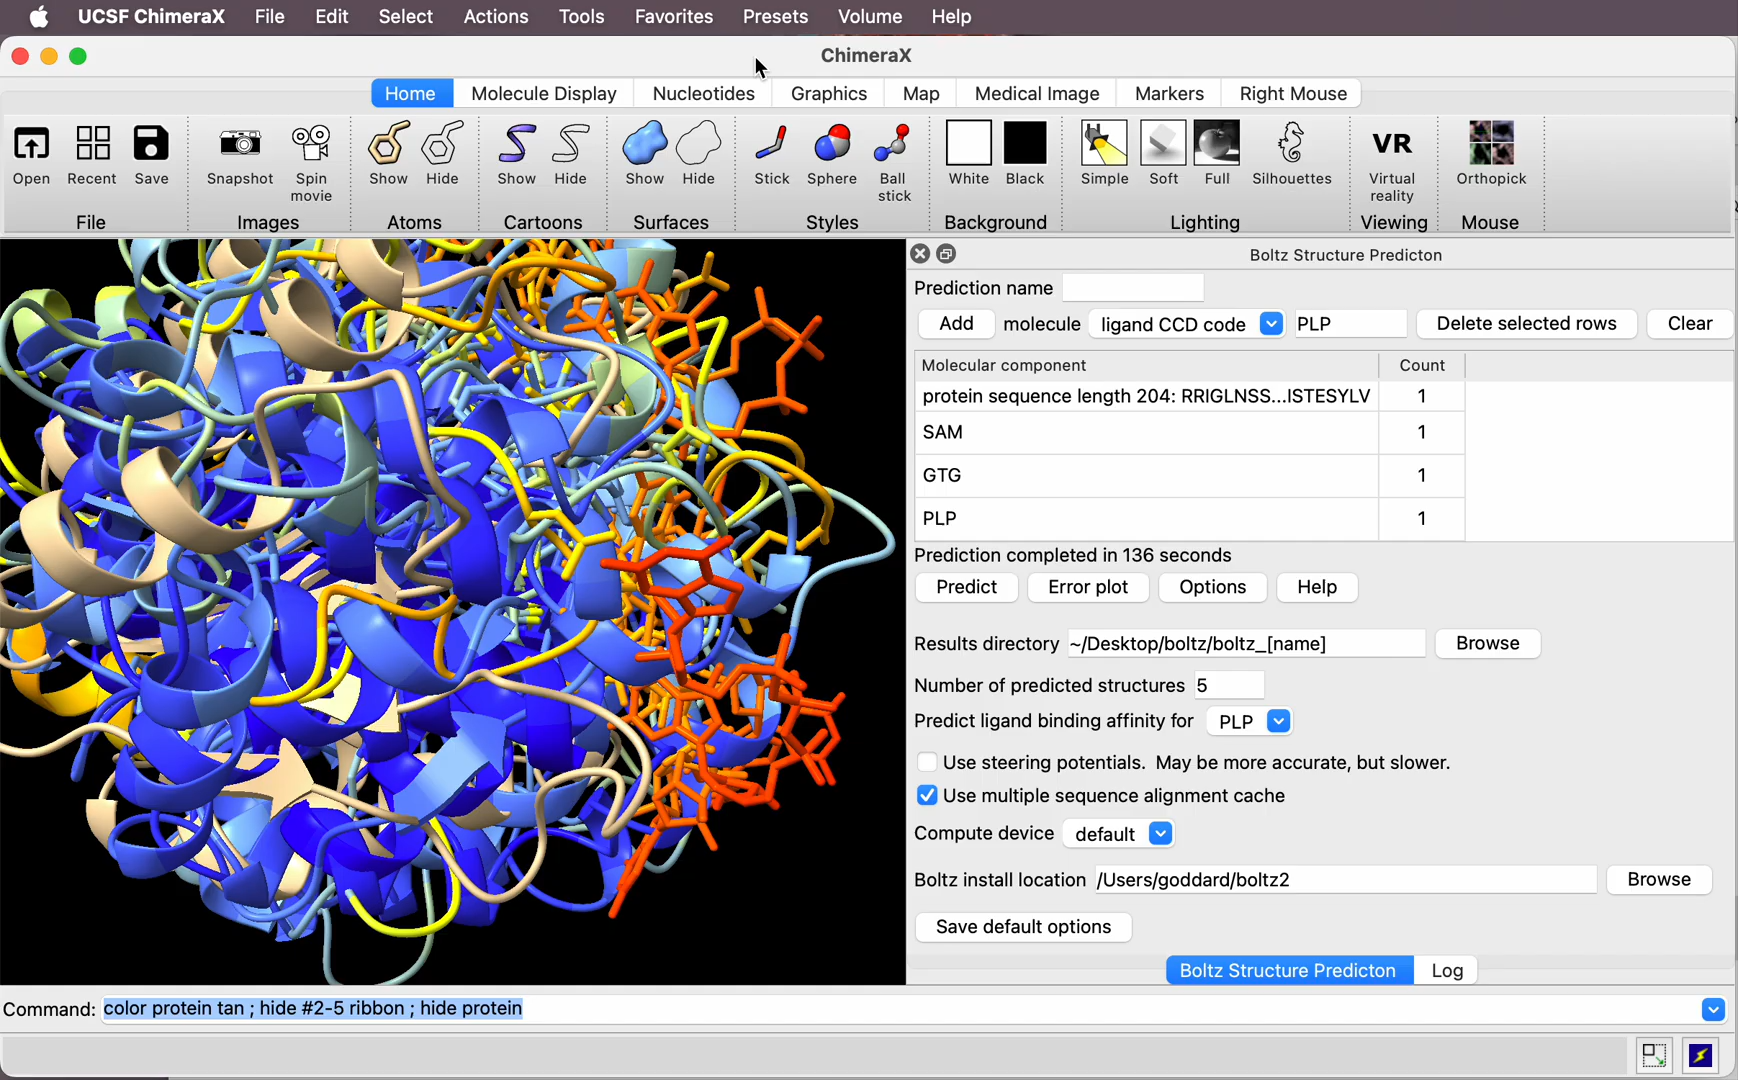 UCSF ChimeraX File Edit Select Actions Tools Favorites Presets Volume Help
ChimeraX
Home Molecule Display Nucleotides Graphics Map Medical Image Markers Right Mouse
Open Recent Save Snapshot Spin movie Show Hide Show Hide Show Hide Stick Sphere Ball stick White Black Simple Soft Full Silhouettes VR Virtual reality Orthopick
File Images Atoms Cartoons Surfaces Styles Background Lighting Viewing Mouse
Boltz Structure Predicton
Prediction name
Add molecule ligand CCD code PLP Delete selected rows Clear
Molecular component Count
protein sequence length 204: RRIGLNSS...ISTESYLV 1
SAM 1
GTG 1
PLP 1
Prediction completed in 136 seconds
Predict Error plot Options Help
Results directory ~/Desktop/boltz/boltz_[name] Browse
Number of predicted structures 5
Predict ligand binding affinity for PLP
Use steering potentials. May be more accurate, but slower.
Use multiple sequence alignment cache
Compute device default
Boltz install location /Users/goddard/boltz2 Browse
Save default options
Boltz Structure Predicton Log
Command: color protein tan ; hide #2-5 ribbon ; hide protein